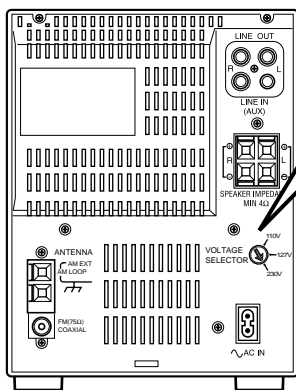 LINE OUT
R L
LINE IN
(AUX)
R L
SPEAKER IMPEDA
MIN 4Ω
110V
VOLTAGE
SELECTOR
127V
230V
ANTENNA
AM EXT
AM LOOP
FM(75Ω)
COAXIAL
AC IN